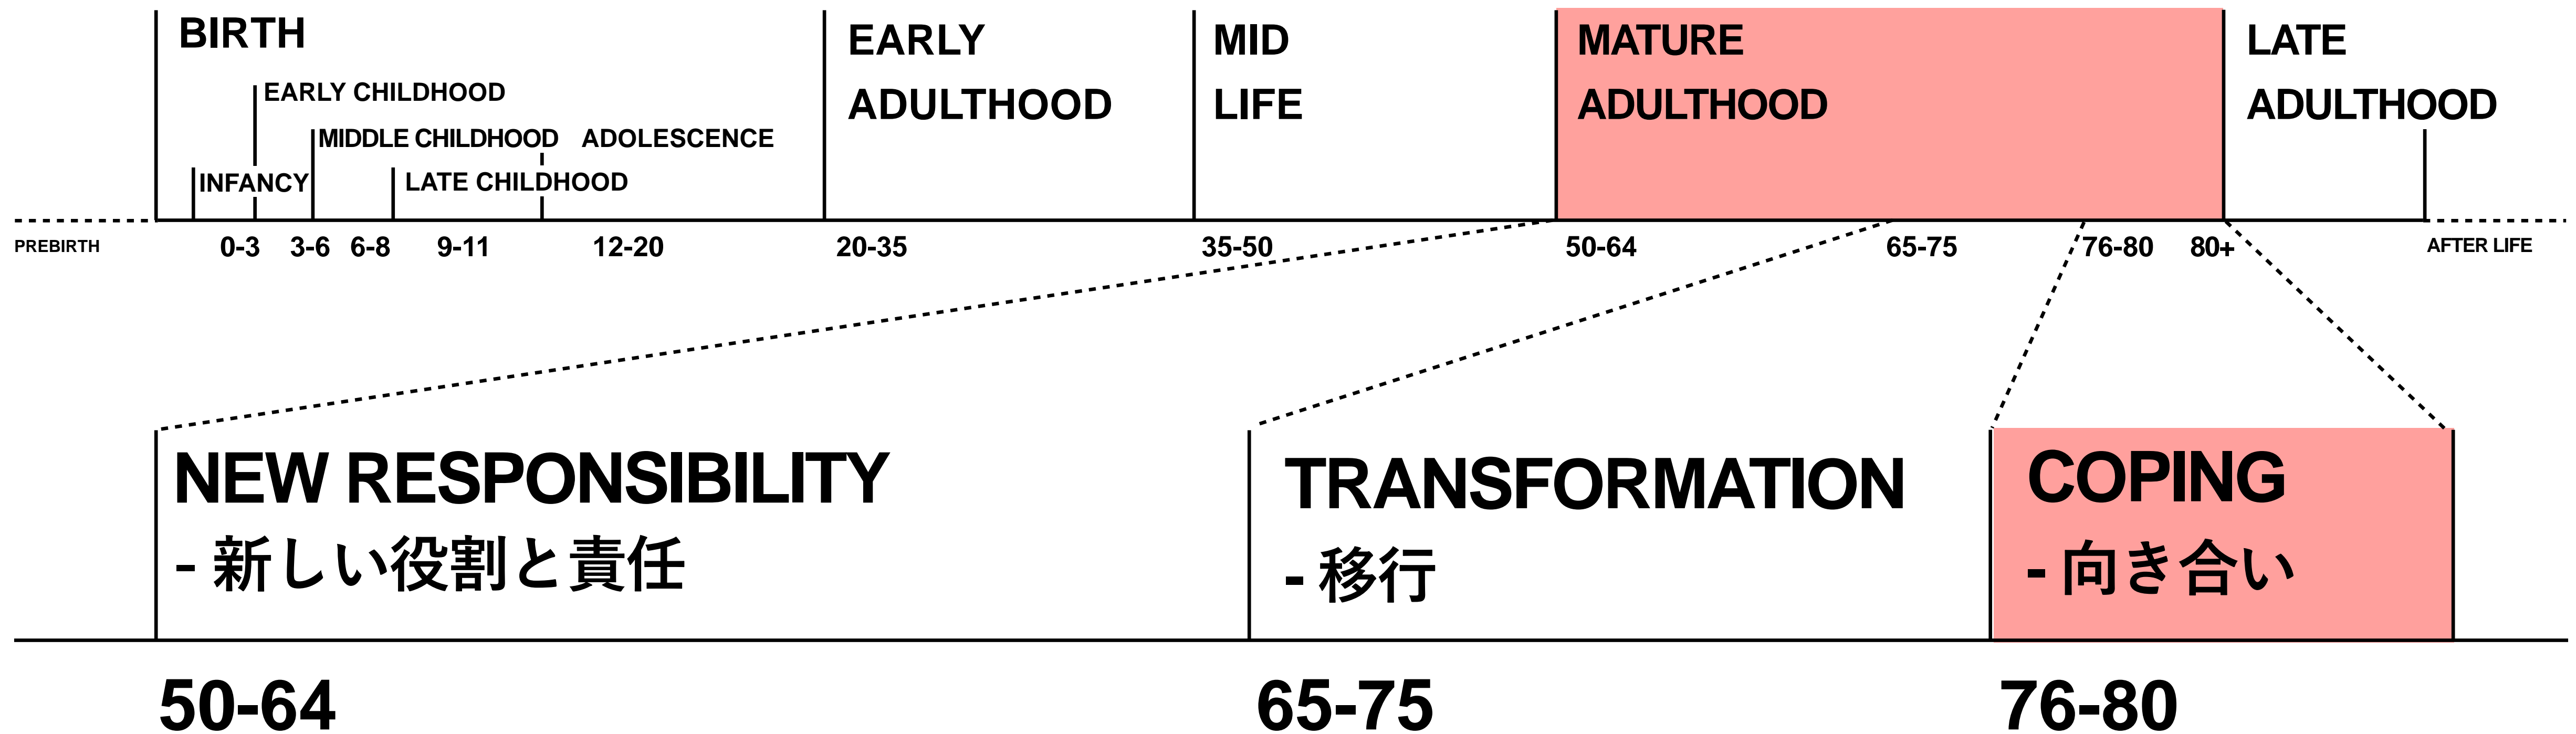 BIRTH
EARLY
ADULTHOOD
MID
LIFE
MATURE
ADULTHOOD
LATE
ADULTHOOD
EARLY CHILDHOOD
MIDDLE CHILDHOOD
ADOLESCENCE
INFANCY
LATE CHILDHOOD
PREBIRTH
0-3
3-6
6-8
9-11
12-20
20-35
35-50
50-64
65-75
76-80
80+
AFTER LIFE
NEW RESPONSIBILITY
- 新しい役割と責任
TRANSFORMATION
- 移行
COPING
- 向き合い
50-64
65-75
76-80